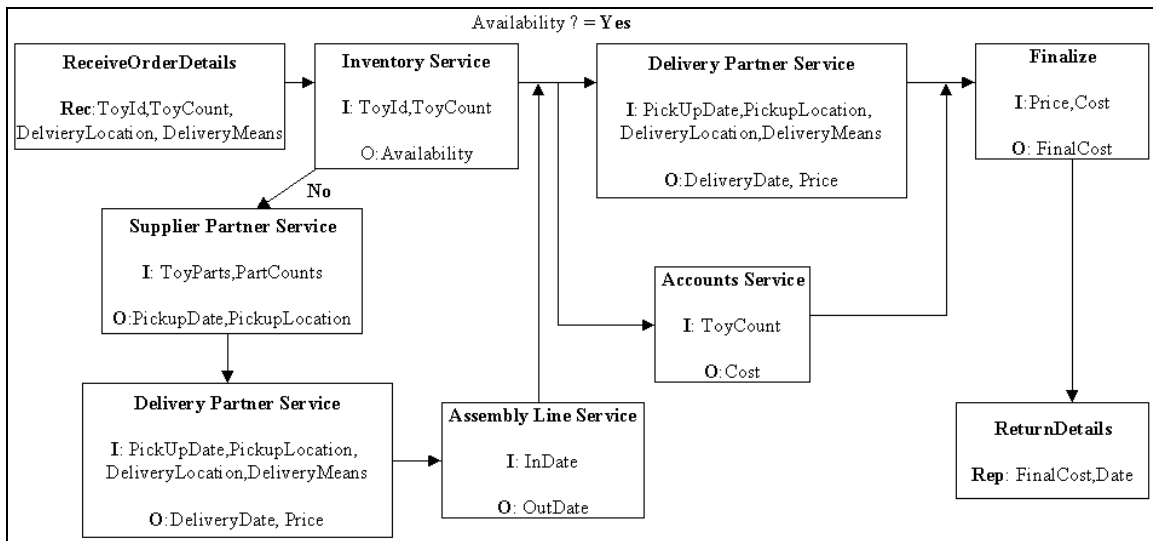 Availability ? = Yes
ReceiveOrderDetails
Rec:ToyId,ToyCount,
DelvieryLocation, DeliveryMeans
Inventory Service
I: ToyId,ToyCount
O:Availability
Delivery Partner Service
I: PickUpDate,PickupLocation,
DeliveryLocation,DeliveryMeans
O:DeliveryDate, Price
Finalize
I:Price,Cost
O: FinalCost
No
Supplier Partner Service
I: ToyParts,PartCounts
O:PickupDate,PickupLocation
Accounts Service
I: ToyCount
O:Cost
Delivery Partner Service
I: PickUpDate,PickupLocation,
DeliveryLocation,DeliveryMeans
O:DeliveryDate, Price
Assembly Line Service
I: InDate
O: OutDate
ReturnDetails
Rep: FinalCost,Date